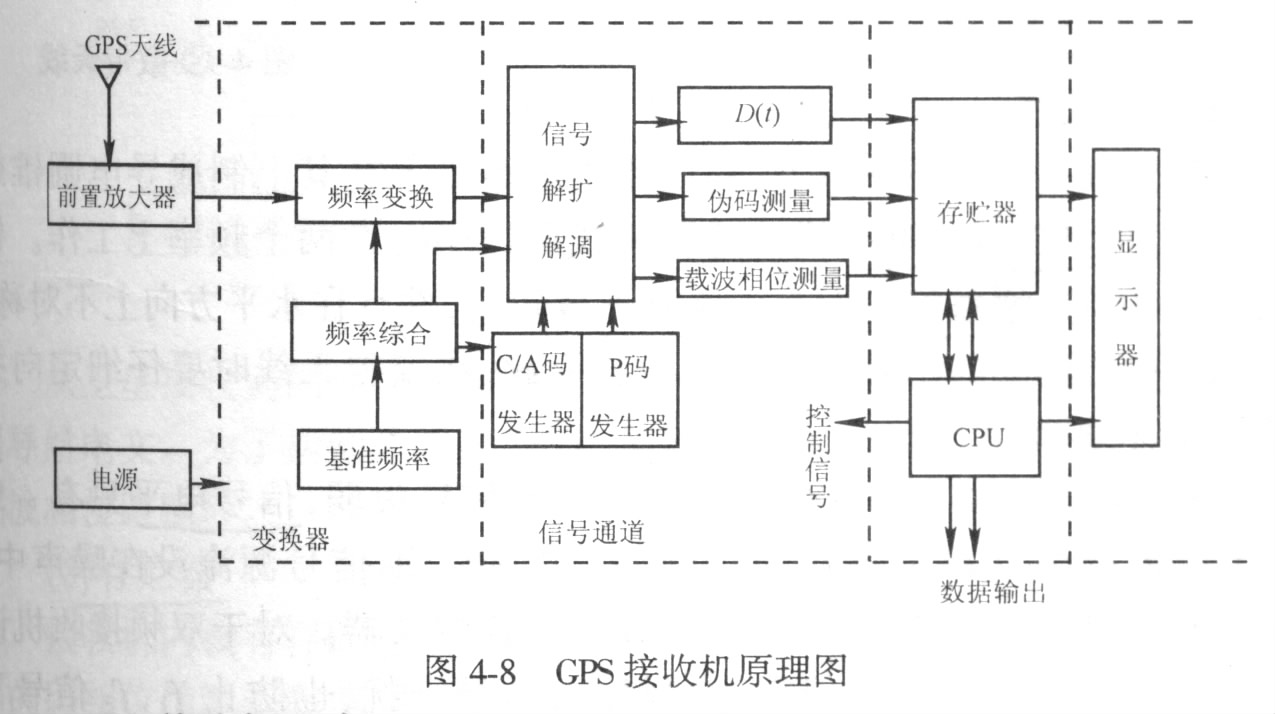 GPS天线
前置放大器
电源
频率变换
频率综合
基准频率
变换器
信号
解扩
解调
C/A码
发生器
P码
发生器
D(t)
伪码测量
载波相位测量
信号通道
存贮器
CPU
控制信号
数据输出
显示器
图 4-8 GPS 接收机原理图